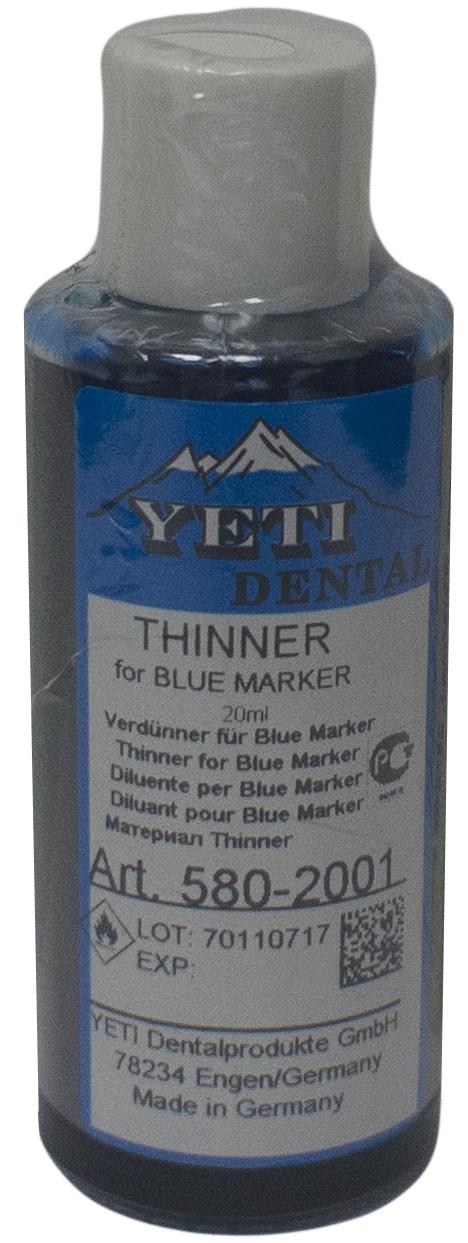 YETI
DENTAL
THINNER
for BLUE MARKER
20ml
Verdünner für Blue Marker
Thinner for Blue Marker
Diluente per Blue Marker
Diluant pour Blue Marker
Материал Thinner
Art. 580-2001
LOT: 70110717
EXP:
YETI Dentalprodukte GmbH
78234 Engen/Germany
Made in Germany